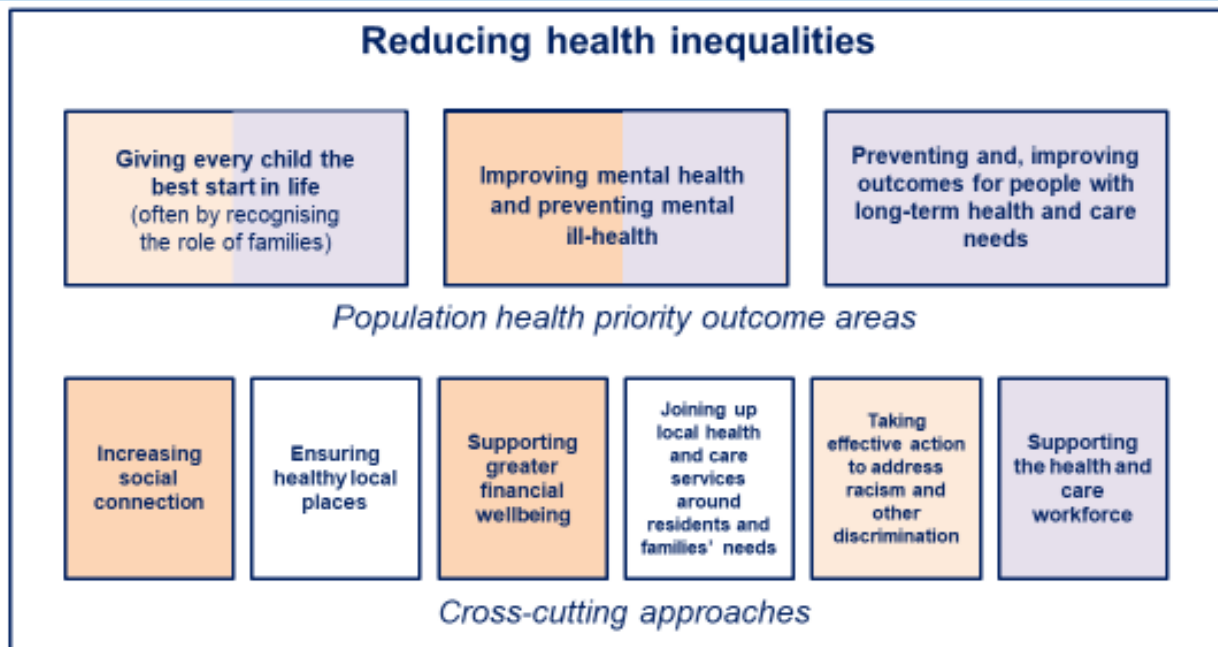 Reducing health inequalities
Giving every child the
best start in life
(often by recognising
the role of families)
Improving mental health
and preventing mental
ill-health
Preventing and, improving
outcomes for people with
long-term health and care
needs
Population health priority outcome areas
Increasing
social
connection
Ensuring
healthy local
places
Supporting
greater
financial
wellbeing
Joining up
local health
and care
services
around
residents and
families' needs
Taking
effective action
to address
racism and
other
discrimination
Supporting
the health and
care
workforce
Cross-cutting approaches